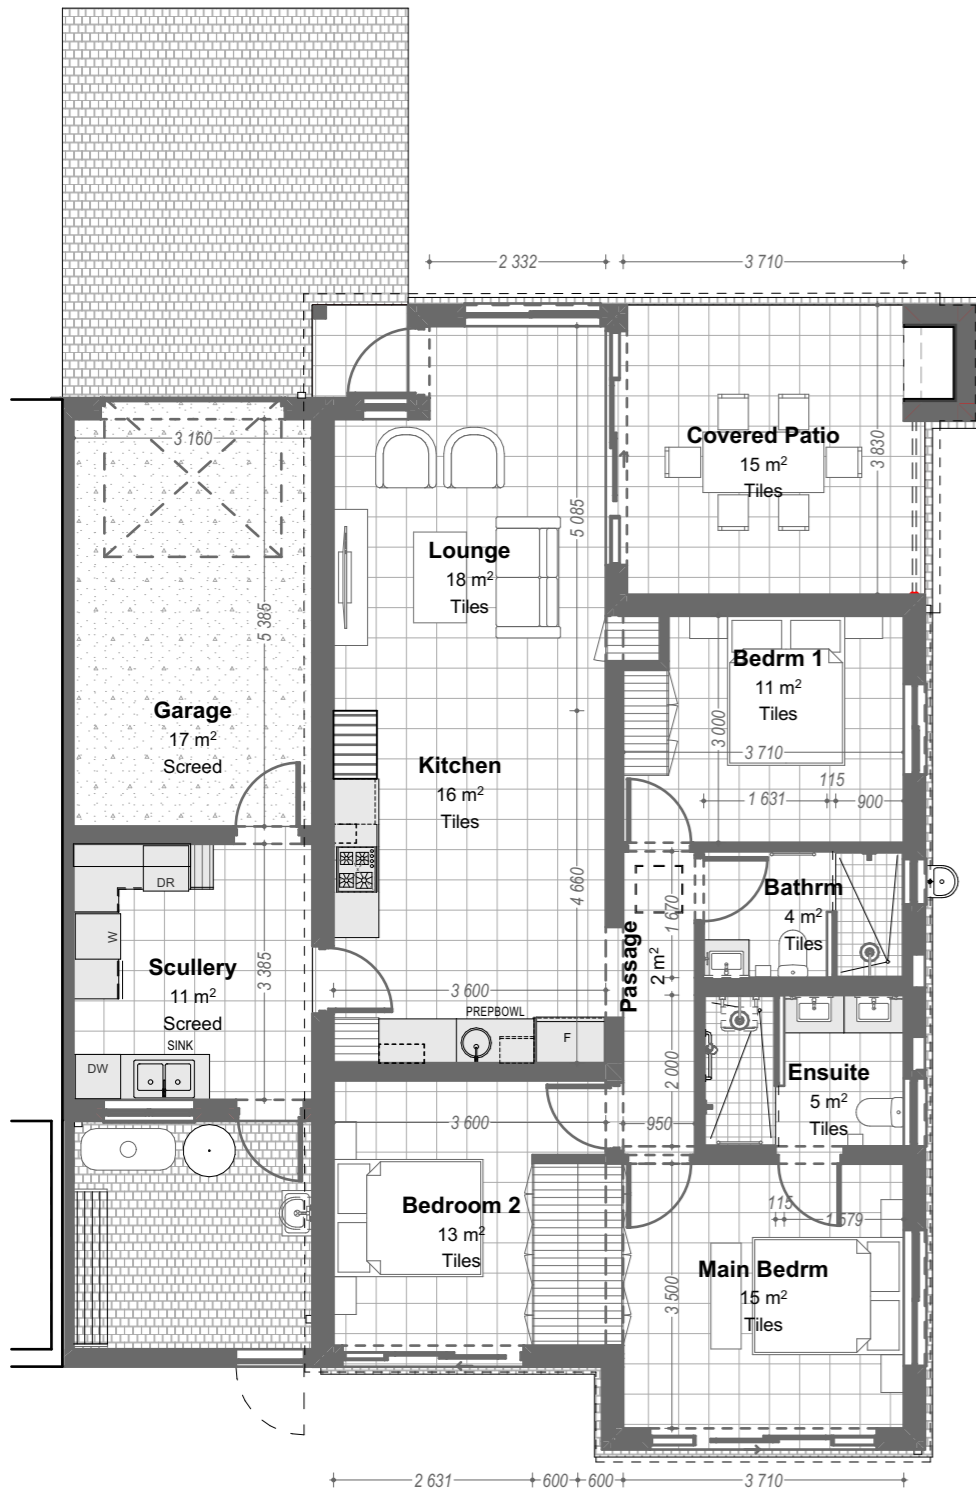 2 332
3 710
3 160
Covered Patio
15 m²
Tiles
3 830
5 085
Lounge
18 m²
Tiles
5 385
Bedrm 1
11 m²
Tiles
3 000
3 710
115
1 631
900
Garage
17 m²
Screed
Kitchen
16 m²
Tiles
4 660
DR
W
Scullery
11 m²
Screed
3 385
SINK
DW
3 600
PREPBOWL
F
Passage
2 m²
1 670
Bathrm
4 m²
Tiles
2 000
Ensuite
5 m²
Tiles
3 600
950
Bedroom 2
13 m²
Tiles
115
1 579
Main Bedrm
15 m²
Tiles
3 500
2 631
600
600
3 710